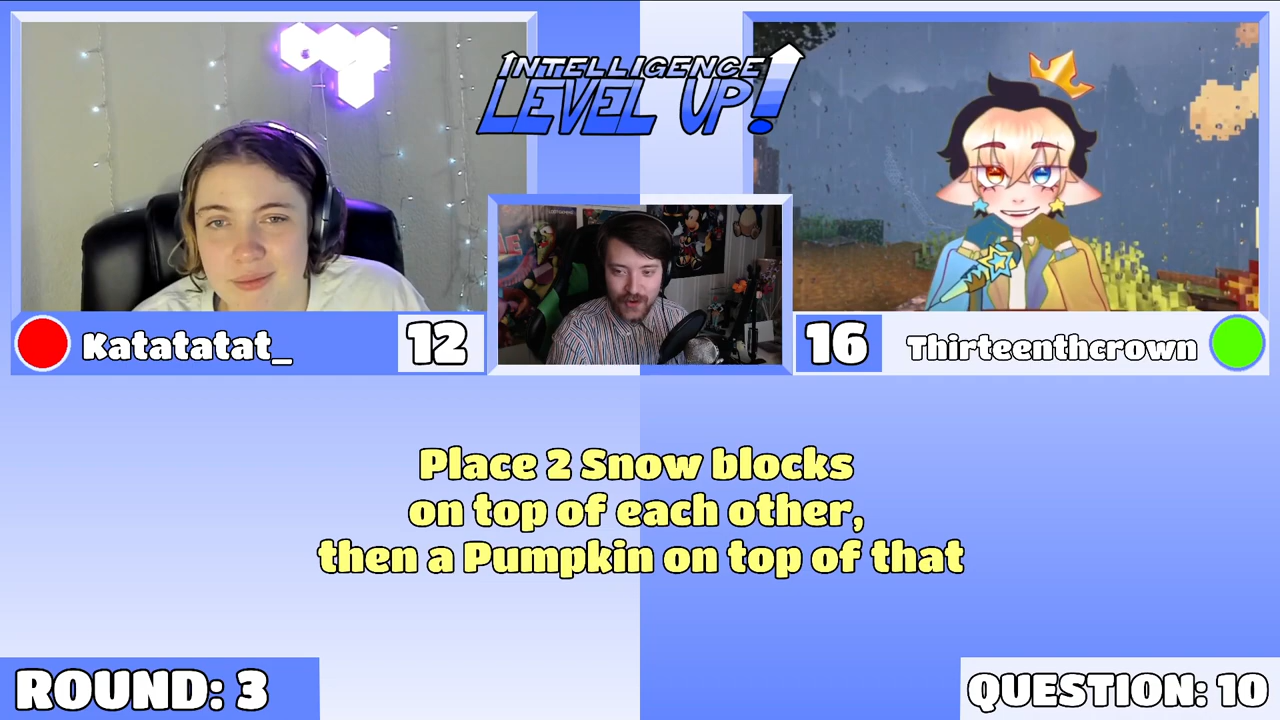 INTELLIGENCE
LEVEL UP!
Katatatat_
12
16
Thirteenthcrown
Place 2 Snow blocks
on top of each other,
then a Pumpkin on top of that
ROUND: 3
QUESTION: 10